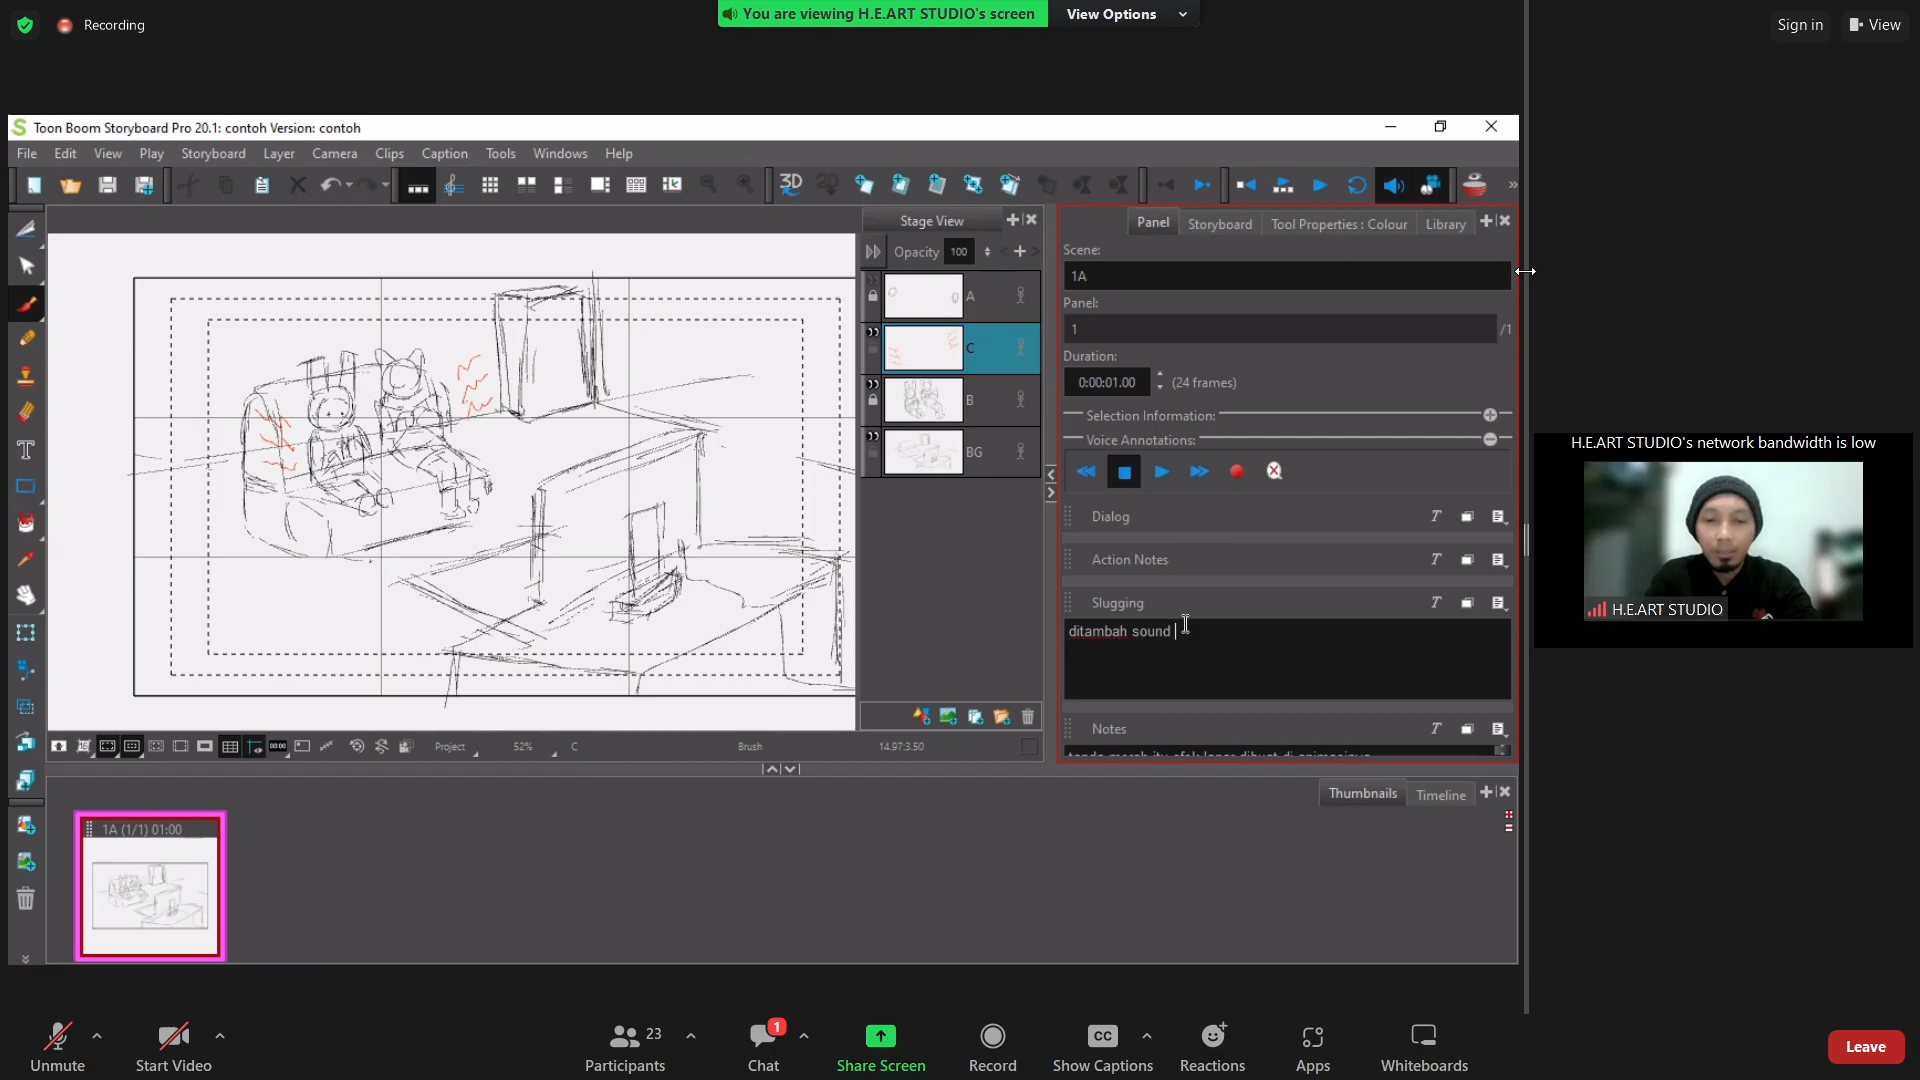 Recording
You are viewing H.E.ART STUDIO's screen
View Options
Sign in
View
Toon Boom Storyboard Pro 20.1: contoh Version: contoh
File Edit View Play Storyboard Layer Camera Clips Caption Tools Windows Help
3D
Stage View
Opacity 100
A
C
B
BG
Panel Storyboard Tool Properties : Colour Library
Scene:
1A
Panel:
1 /1
Duration:
0:00:01.00 (24 frames)
Selection Information:
Voice Annotations:
Dialog
Action Notes
Slugging
ditambah sound
Notes
Project 52% C Brush 14.97:3.50
Thumbnails Timeline
1A (1/1) 01:00
H.E.ART STUDIO's network bandwidth is low
H.E.ART STUDIO
Unmute
Start Video
Participants 23
Chat 1
Share Screen
Record
CC Show Captions
Reactions
Apps
Whiteboards
Leave